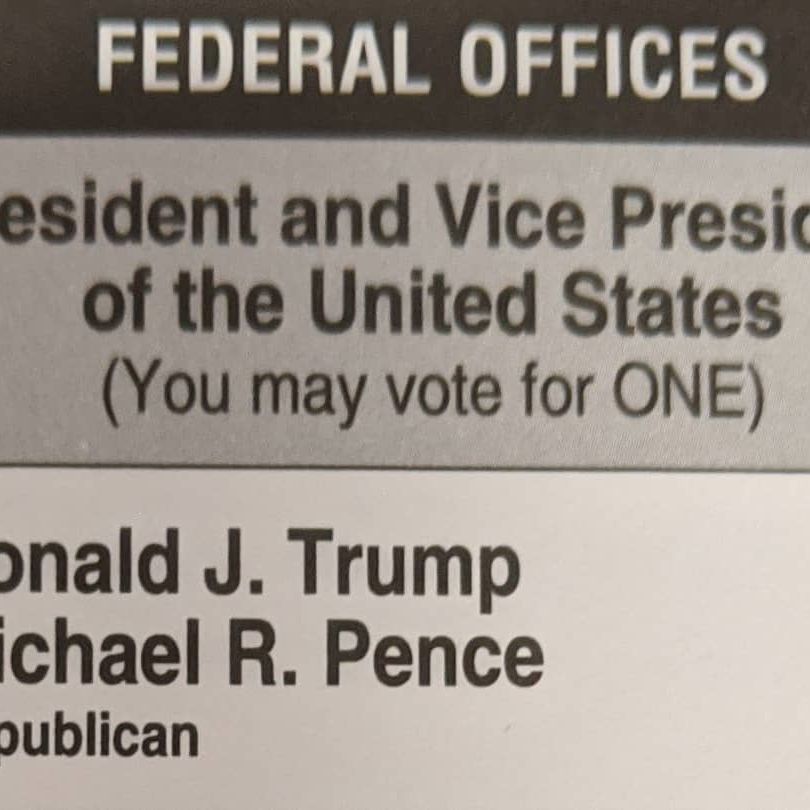 FEDERAL OFFICES
esident and Vice Presid
of the United States
(You may vote for ONE)
onald J. Trump
ichael R. Pence
publican